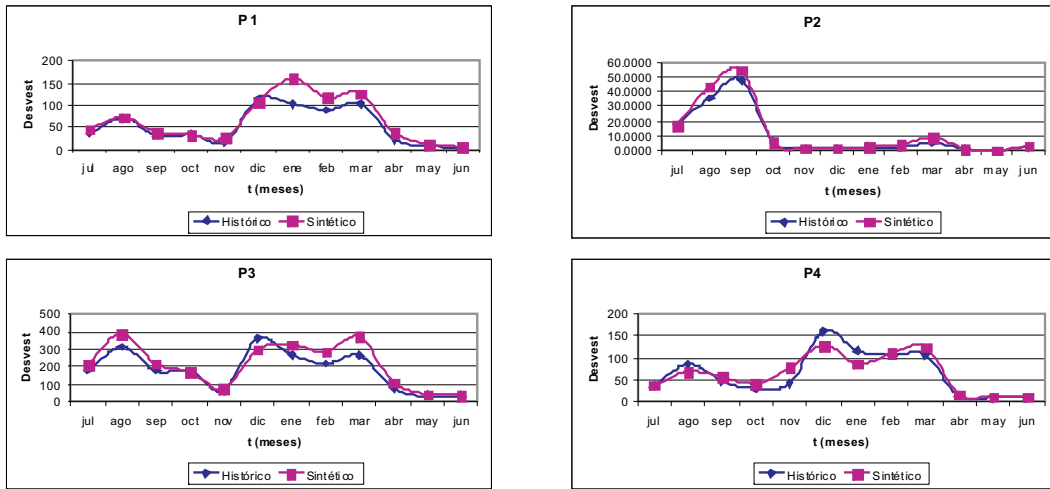 P1
Desvest
200
150
100
50
0
jul ago sep oct nov dic ene feb mar abr may jun
t (meses)
Histórico Sintético
P2
Desvest
60.0000
50.0000
40.0000
30.0000
20.0000
10.0000
0.0000
jul ago sep oct nov dic ene feb mar abr may jun
t (meses)
Histórico Sintético
P3
Desvest
500
400
300
200
100
0
jul ago sep oct nov dic ene feb mar abr may jun
t (meses)
Histórico Sintético
P4
Desvest
200
150
100
50
0
jul ago sep oct nov dic ene feb mar abr may jun
t (meses)
Histórico Sintético